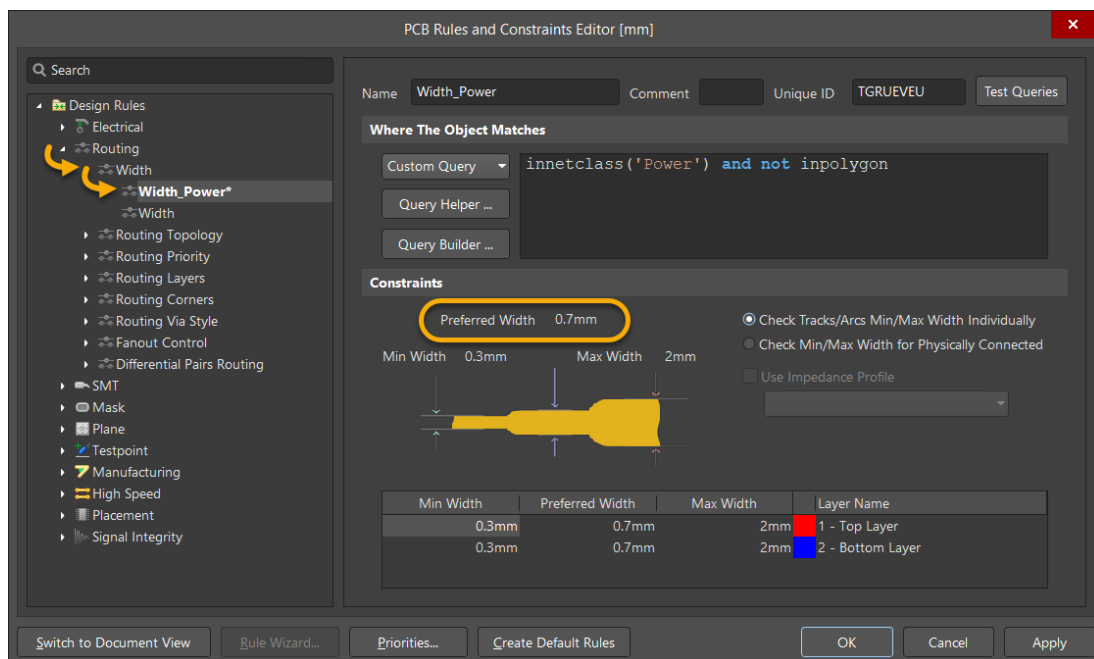 PCB Rules and Constraints Editor [mm]
Search
Design Rules
Electrical
Routing
Width
Width_Power*
Width
Routing Topology
Routing Priority
Routing Layers
Routing Corners
Routing Via Style
Fanout Control
Differential Pairs Routing
SMT
Mask
Plane
Testpoint
Manufacturing
High Speed
Placement
Signal Integrity
Name Width_Power Comment Unique ID TGRUEVEU Test Queries
Where The Object Matches
Custom Query innetclass('Power') and not inpolygon
Query Helper ...
Query Builder ...
Constraints
Preferred Width 0.7mm
Min Width 0.3mm Max Width 2mm
Check Tracks/Arcs Min/Max Width Individually
Check Min/Max Width for Physically Connected
Use Impedance Profile
Min Width Preferred Width Max Width Layer Name
0.3mm 0.7mm 2mm 1 - Top Layer
0.3mm 0.7mm 2mm 2 - Bottom Layer
Switch to Document View Rule Wizard... Priorities... Create Default Rules OK Cancel Apply